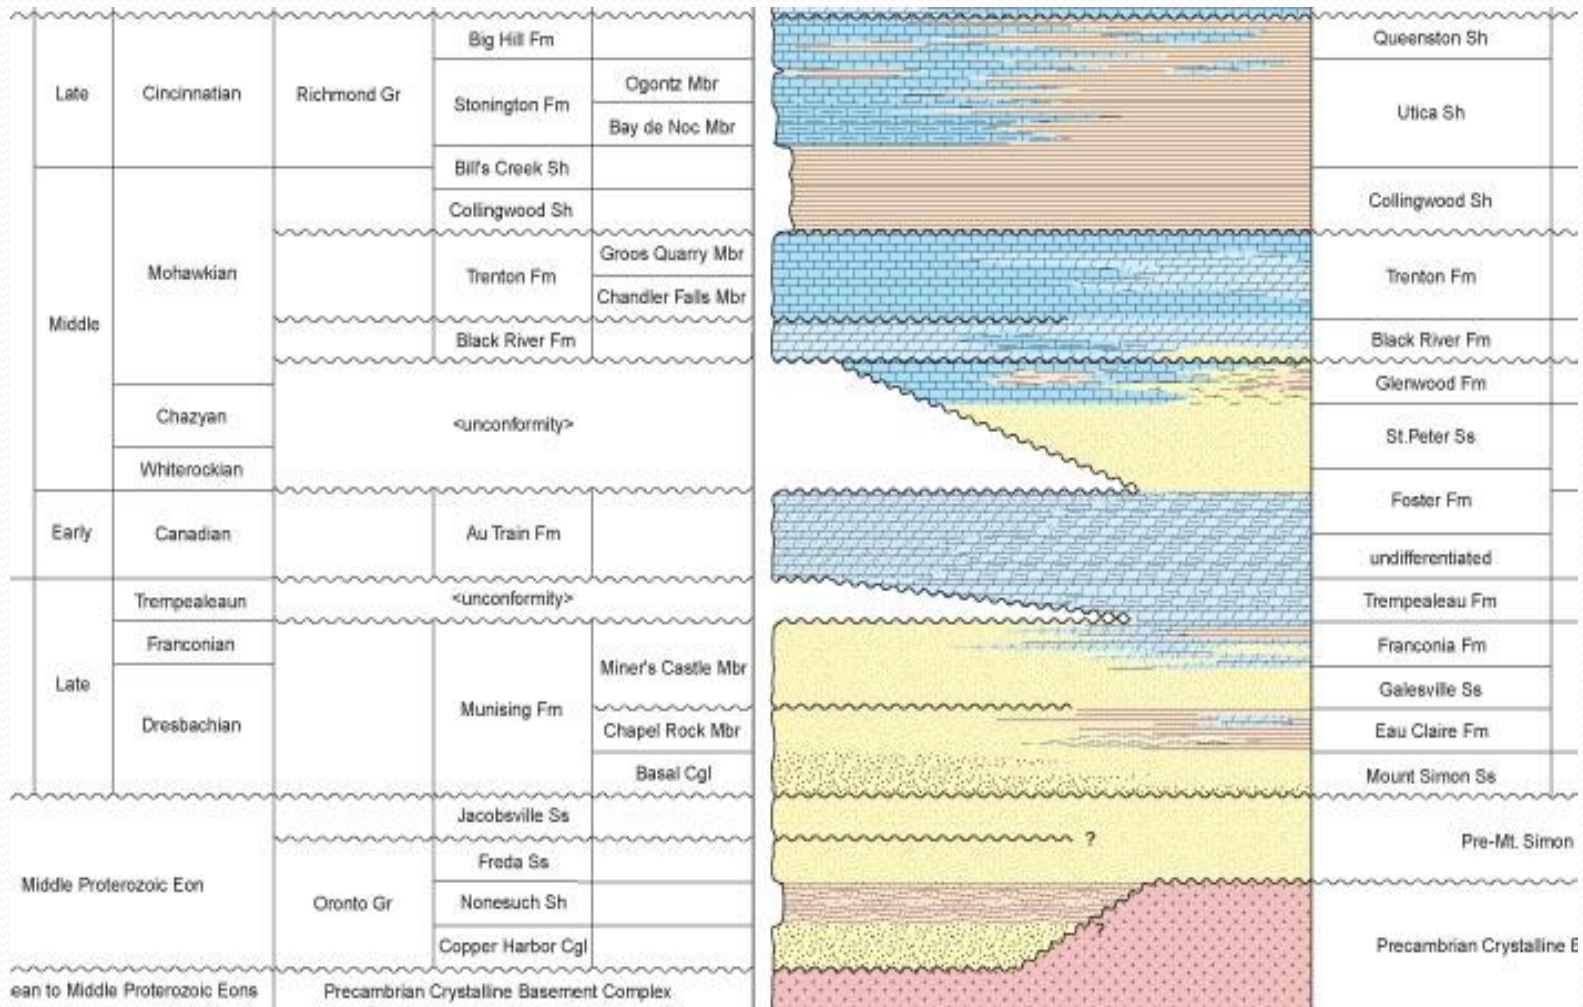 Big Hill Fm
Queenston Sh
Late
Cincinnatian
Richmond Gr
Stonington Fm
Ogontz Mbr
Bay de Noc Mbr
Utica Sh
Bill's Creek Sh
Collingwood Sh
Collingwood Sh
Middle
Mohawkian
Trenton Fm
Groos Quarry Mbr
Chandler Falls Mbr
Trenton Fm
Black River Fm
Black River Fm
Glenwood Fm
Chazyan
<unconformity>
St.Peter Ss
Whiterockian
Foster Fm
Early
Canadian
Au Train Fm
undifferentiated
Trempealeaun
<unconformity>
Trempealeau Fm
Late
Franconian
Franconia Fm
Miner's Castle Mbr
Galesville Ss
Dresbachian
Munising Fm
Chapel Rock Mbr
Eau Claire Fm
Basal Cgl
Mount Simon Ss
Jacobsville Ss
?
Pre-Mt. Simon
Freda Ss
Middle Proterozoic Eon
Oronto Gr
Nonesuch Sh
?
Copper Harbor Cgl
Precambrian Crystalline E
ean to Middle Proterozoic Eons
Precambrian Crystalline Basement Complex